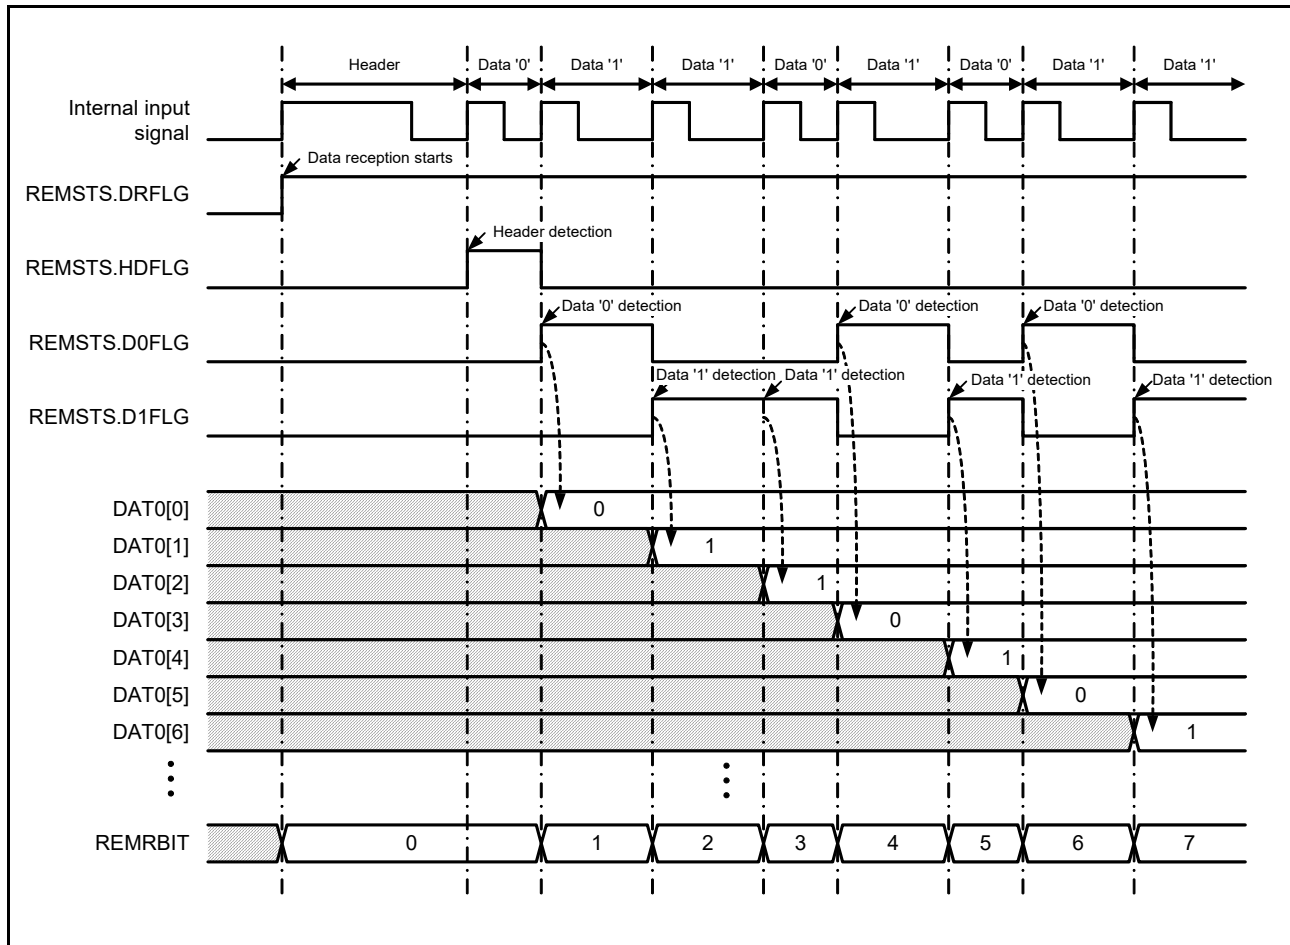 Header Data '0' Data '1' Data '1' Data '0' Data '1' Data '0' Data '1' Data '1'
Internal input
signal
Data reception starts
REMSTS.DRFLG
Header detection
REMSTS.HDFLG
Data '0' detection Data '0' detection Data '0' detection
REMSTS.D0FLG
Data '1' detection Data '1' detection Data '1' detection Data '1' detection
REMSTS.D1FLG
DAT0[0] 0
DAT0[1] 1
DAT0[2] 1
DAT0[3] 0
DAT0[4] 1
DAT0[5] 0
DAT0[6] 1
REMRBIT 0 1 2 3 4 5 6 7